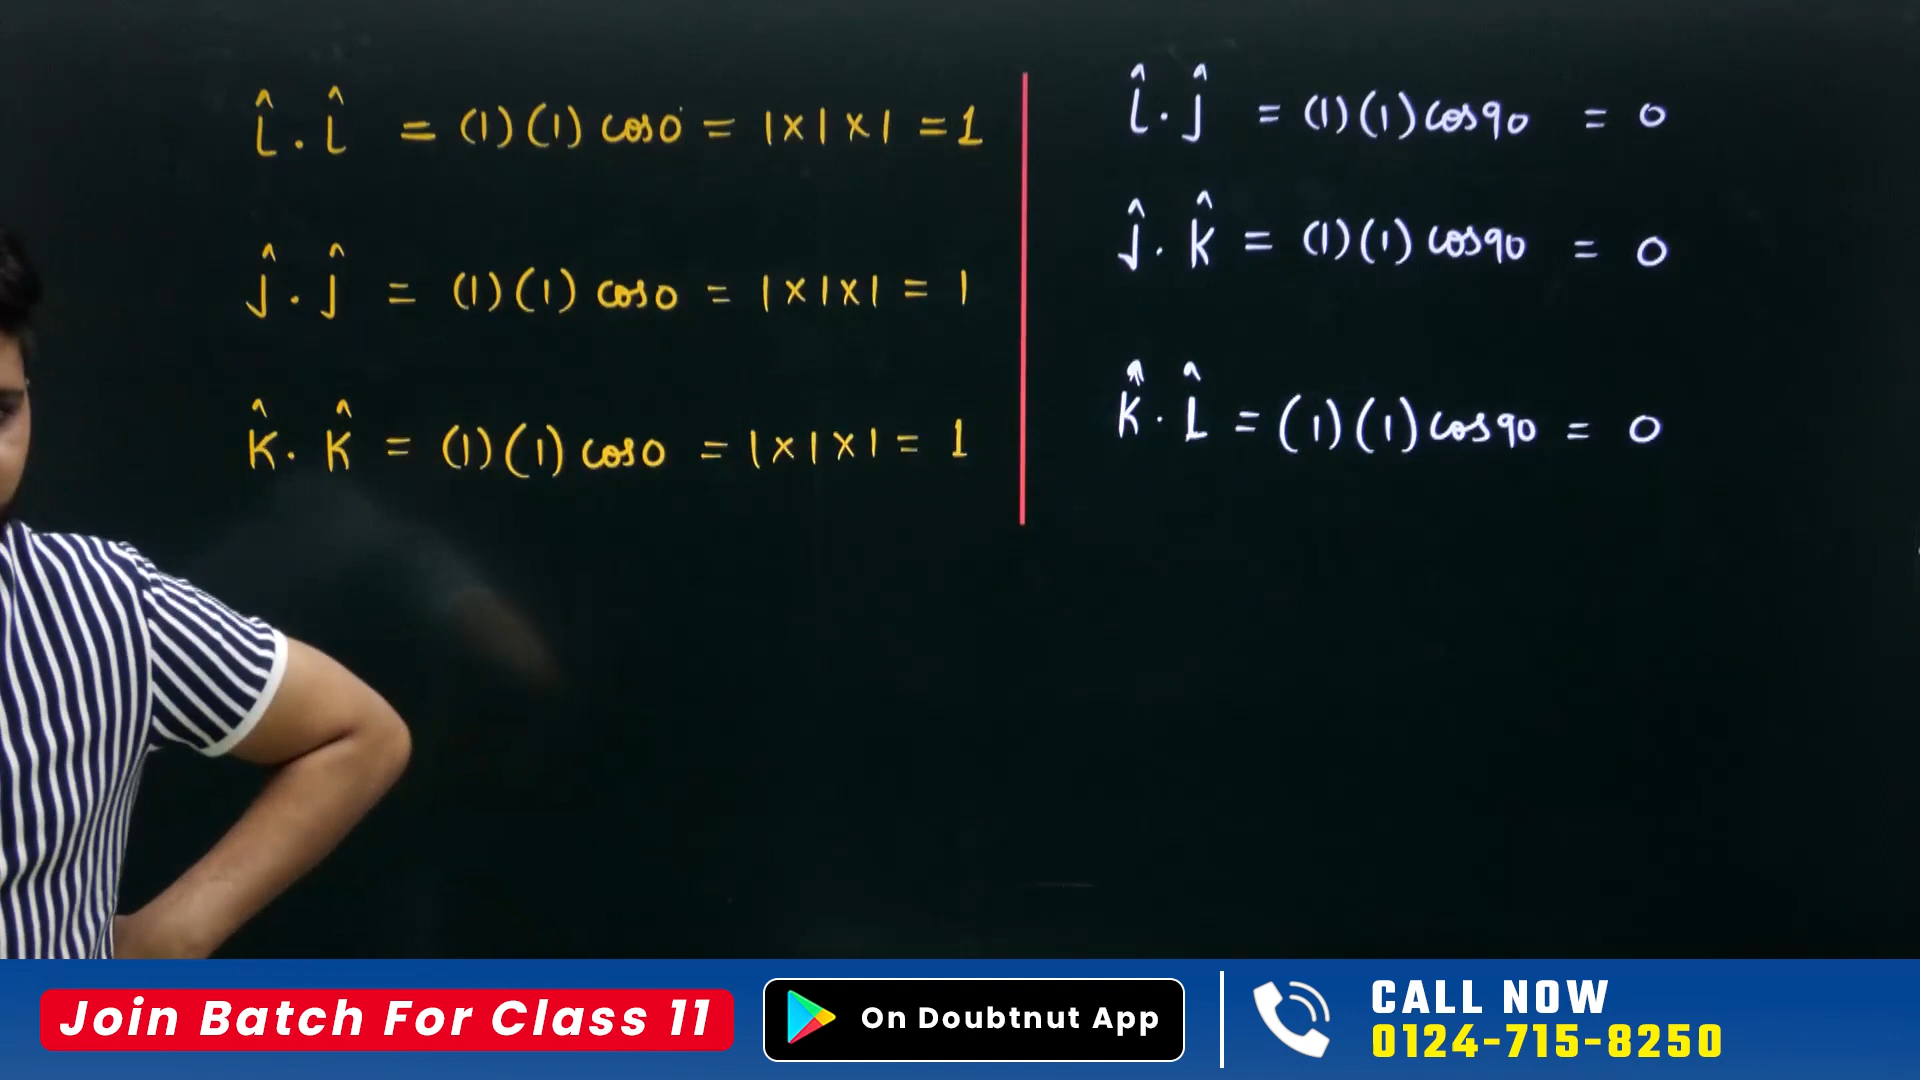 î . î = (1)(1) cos0 = 1×1×1 = 1
ĵ . ĵ = (1)(1) cos0 = 1×1×1 = 1
k̂ . k̂ = (1)(1) cos0 = 1×1×1 = 1
î . ĵ = (1)(1) cos90 = 0
ĵ . k̂ = (1)(1) cos90 = 0
k̂ . î = (1)(1) cos90 = 0
Join Batch For Class 11
On Doubtnut App
CALL NOW
0124-715-8250